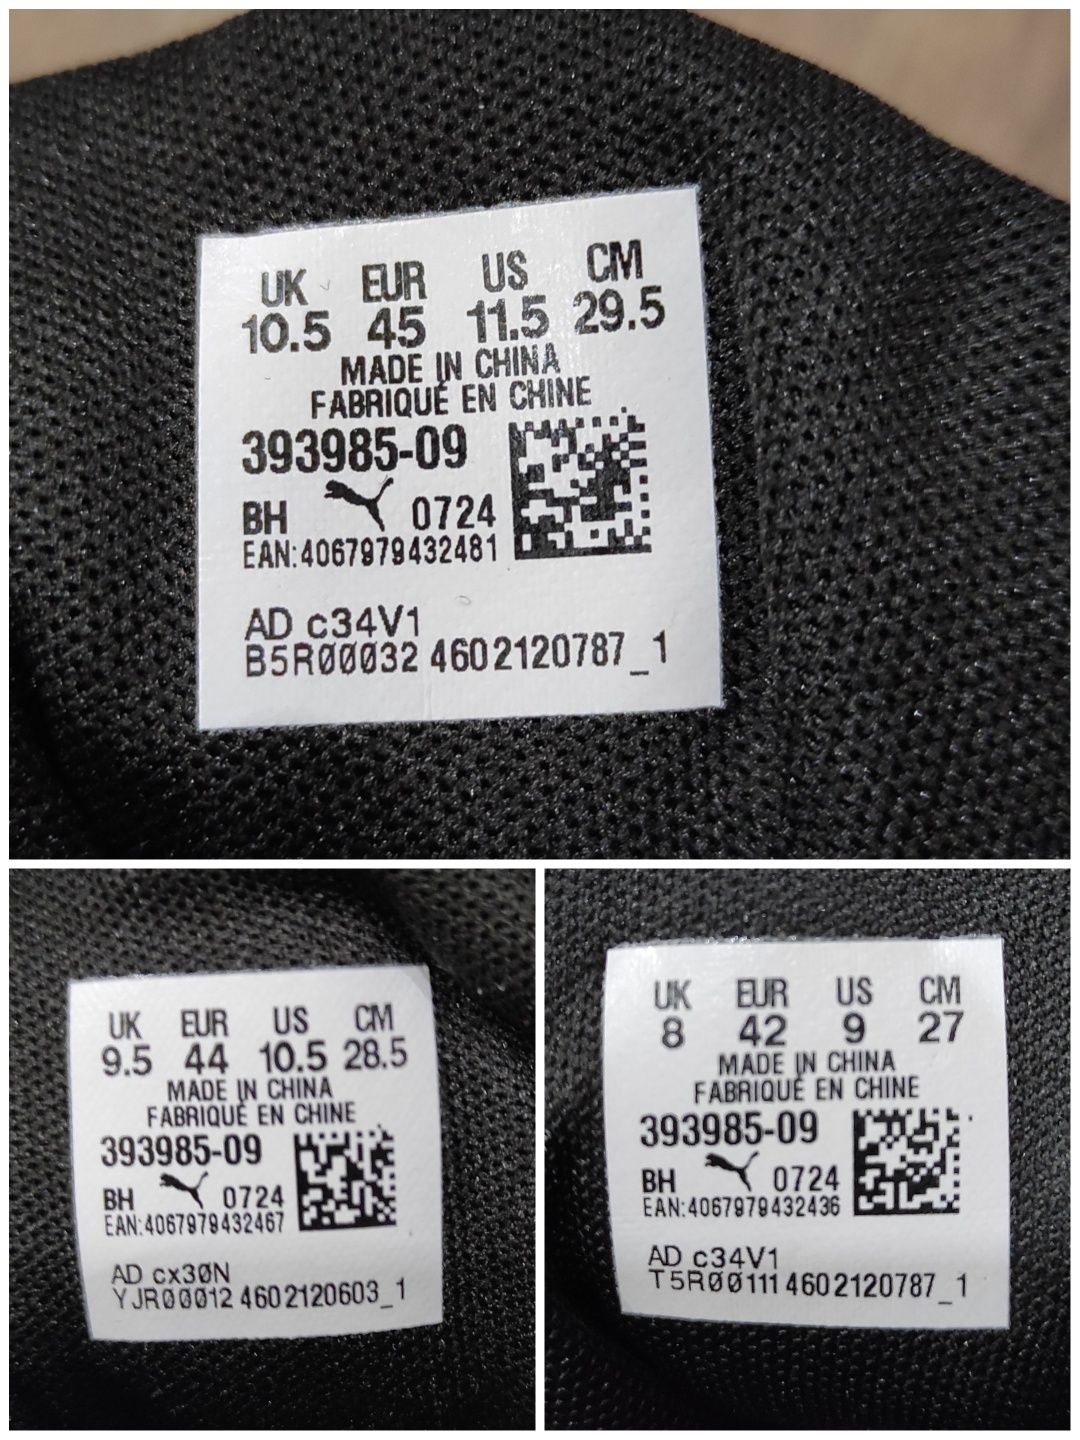 UK EUR US CM
10.5 45 11.5 29.5
MADE IN CHINA
FABRIQUÉ EN CHINE
393985-09
BH 0724
EAN:4067979432481
AD c34V1
B5R00032 4602120787_1
UK EUR US CM
9.5 44 10.5 28.5
MADE IN CHINA
FABRIQUÉ EN CHINE
393985-09
BH 0724
EAN:4067979432467
AD cx30N
YJR00012 4602120603_1
UK EUR US CM
8 42 9 27
MADE IN CHINA
FABRIQUÉ EN CHINE
393985-09
BH 0724
EAN:4067979432436
AD c34V1
T5R00111 4602120787_1